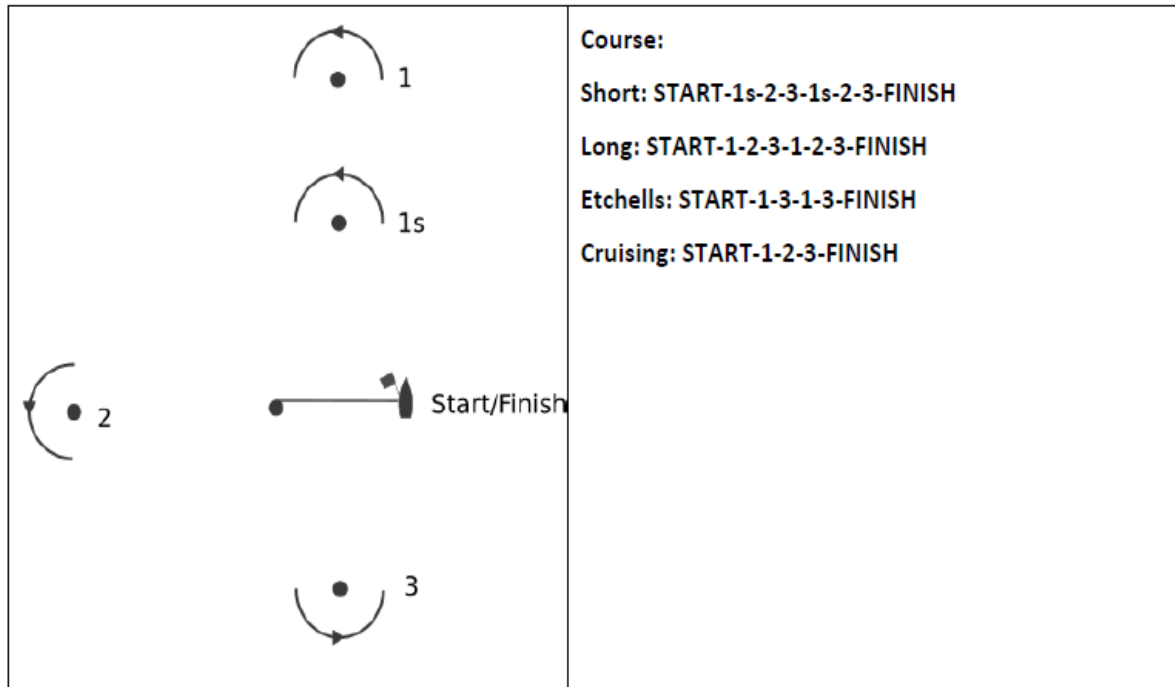 1
1s
2
Start/Finish
3
Course:
Short: START-1s-2-3-1s-2-3-FINISH
Long: START-1-2-3-1-2-3-FINISH
Etchells: START-1-3-1-3-FINISH
Cruising: START-1-2-3-FINISH